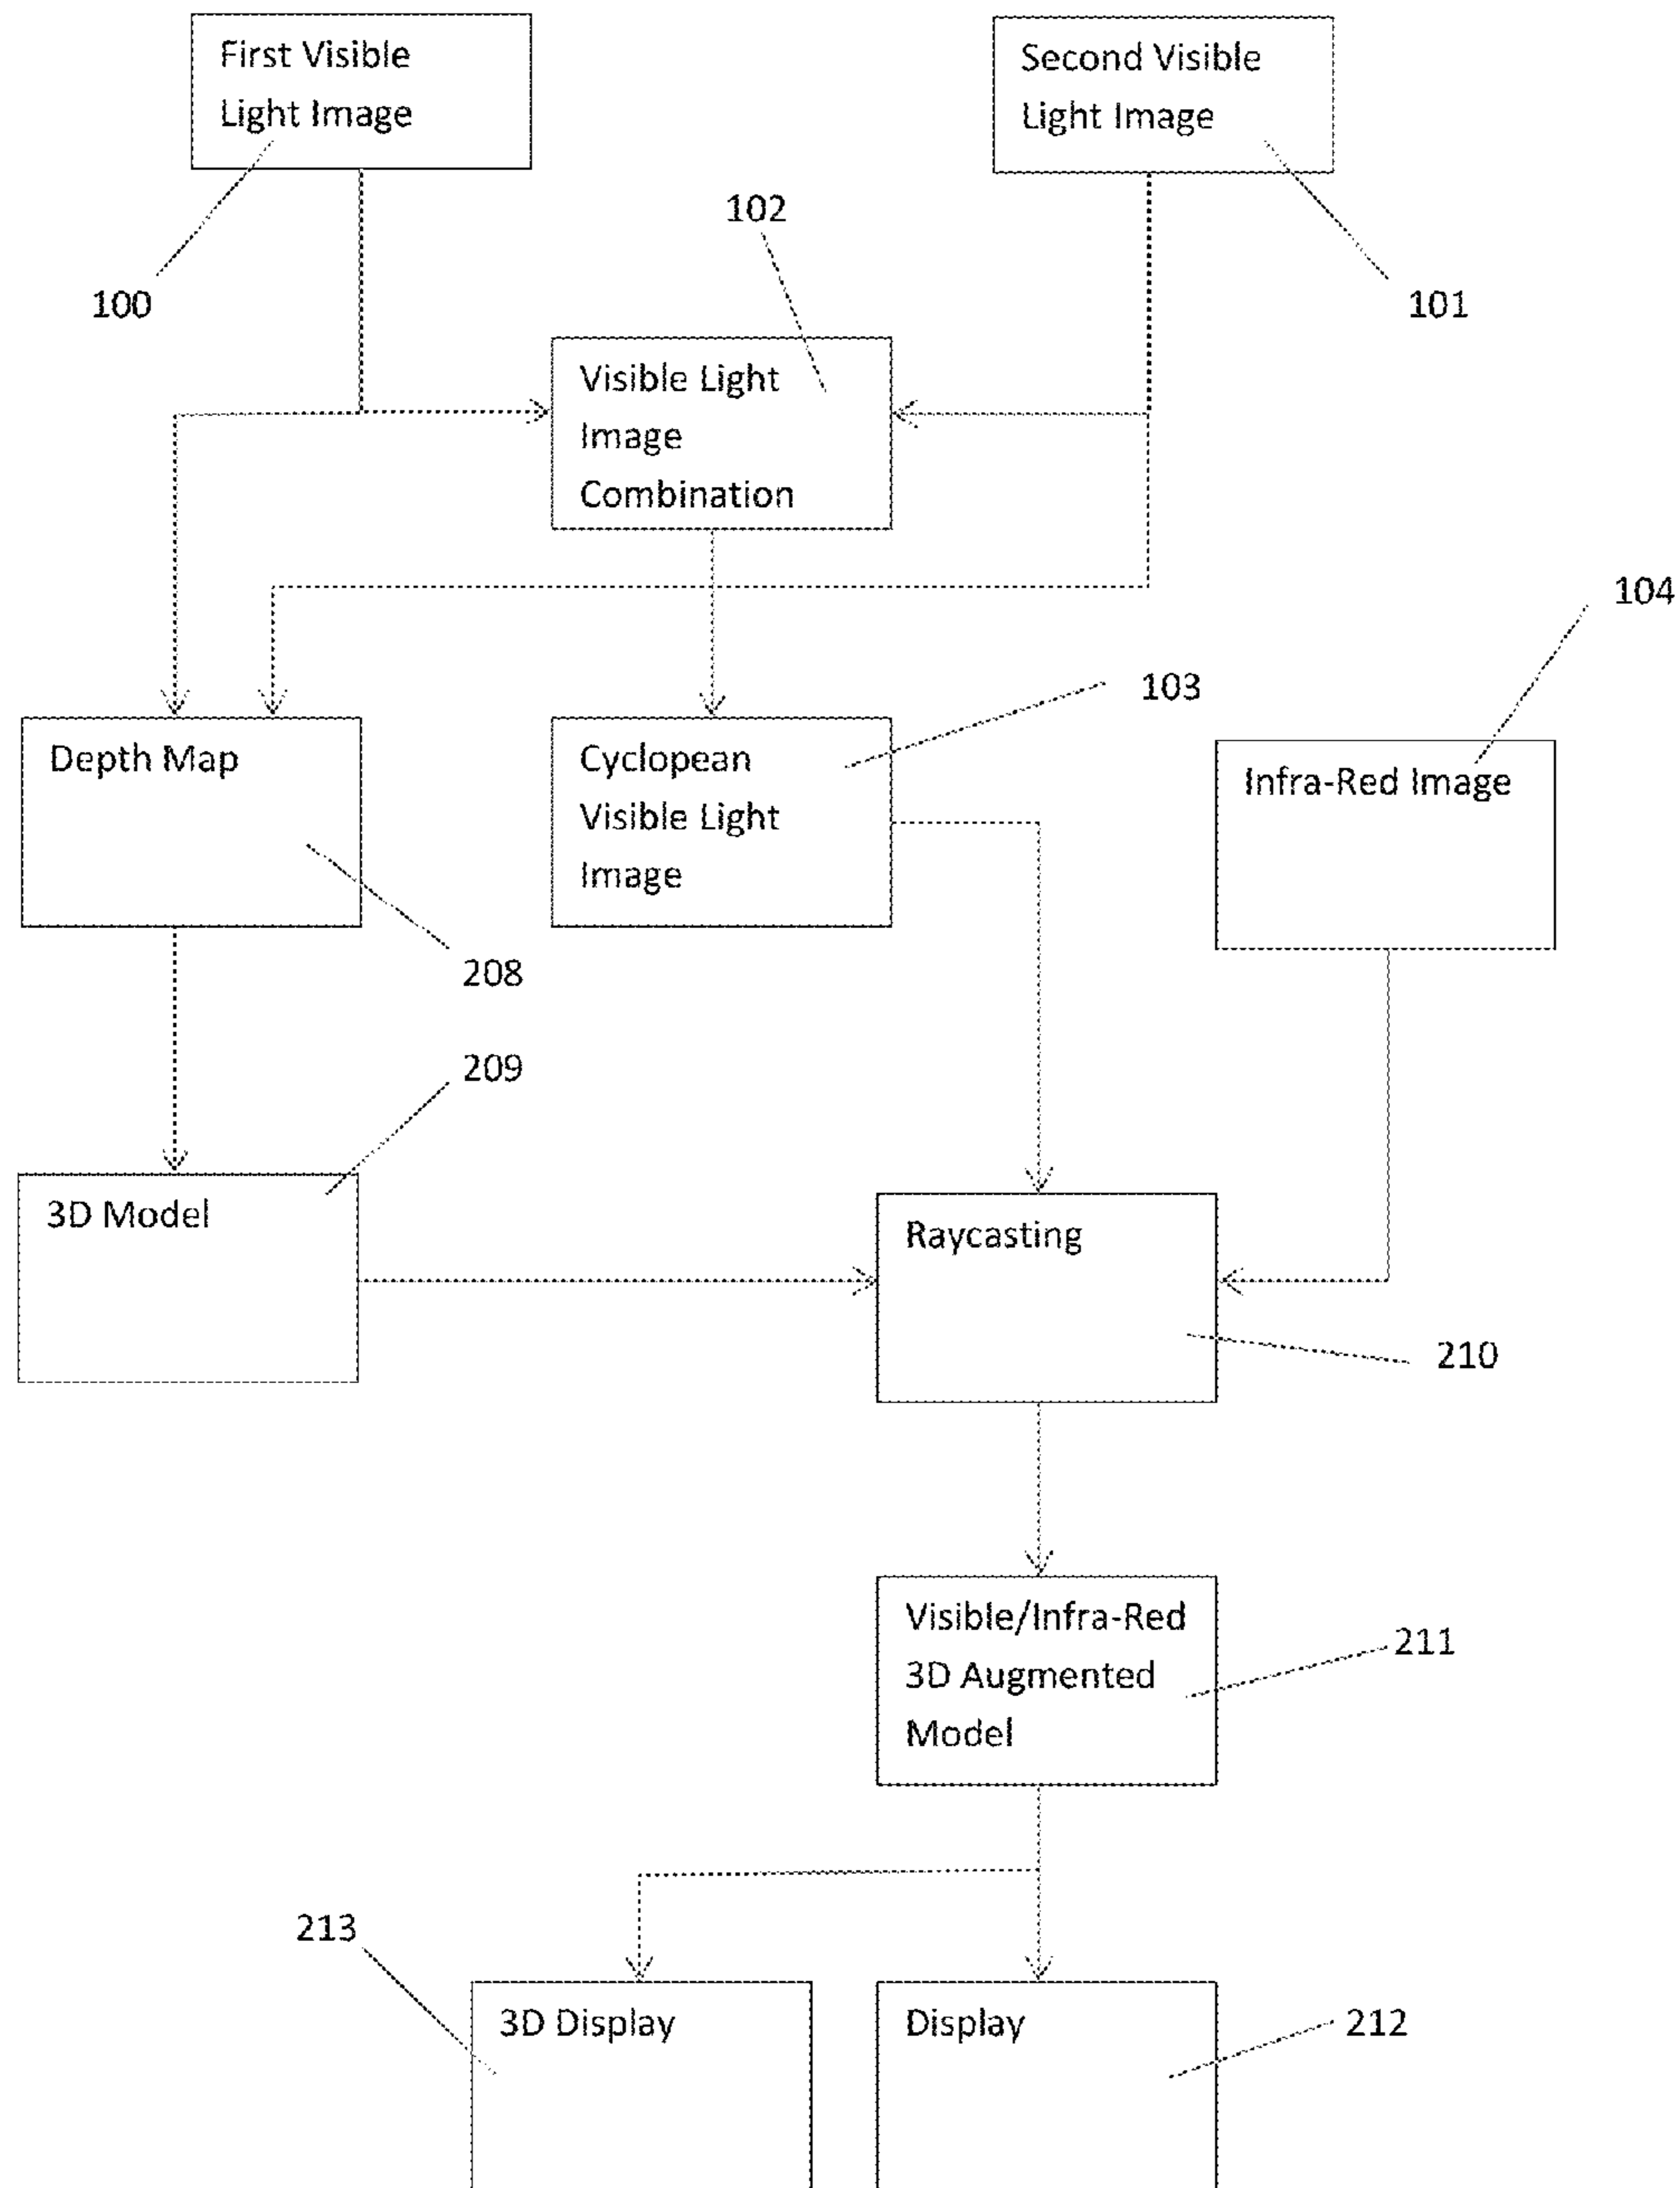 First Visible
Light Image
Second Visible
Light Image
102
100
101
Visible Light
Image
Combination
104
103
Depth Map
Cyclopean
Visible Light
Image
Infra-Red Image
208
209
3D Model
Raycasting
210
Visible/Infra-Red
3D Augmented
Model
211
213
3D Display
Display
212